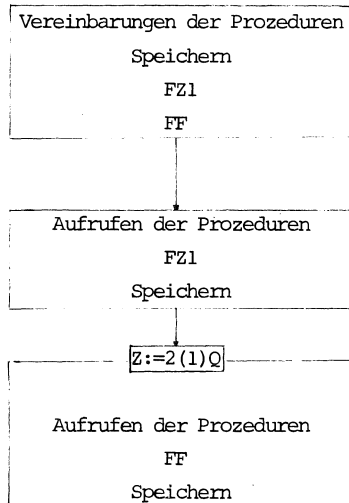 Vereinbarungen der Prozeduren
Speichern
FZ1
FF
Aufrufen der Prozeduren
FZ1
Speichern
Z:=2(1)Q
Aufrufen der Prozeduren
FF
Speichern